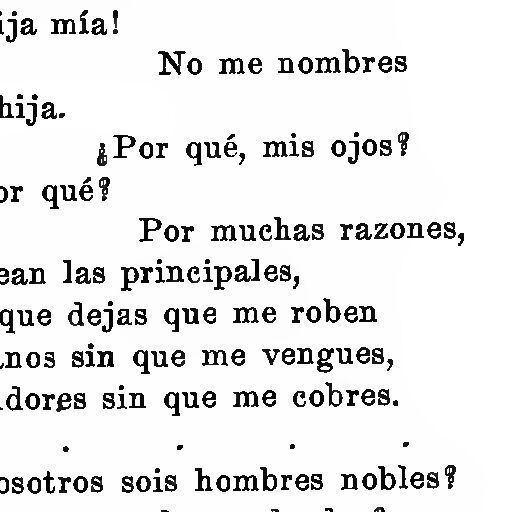 ija mía!
No me nombres
hija.
¿Por qué, mis ojos?
or qué?
Por muchas razones,
ean las principales,
que dejas que me roben
nos sin que me vengues,
dores sin que me cobres.
. . . .
osotros sois hombres nobles?